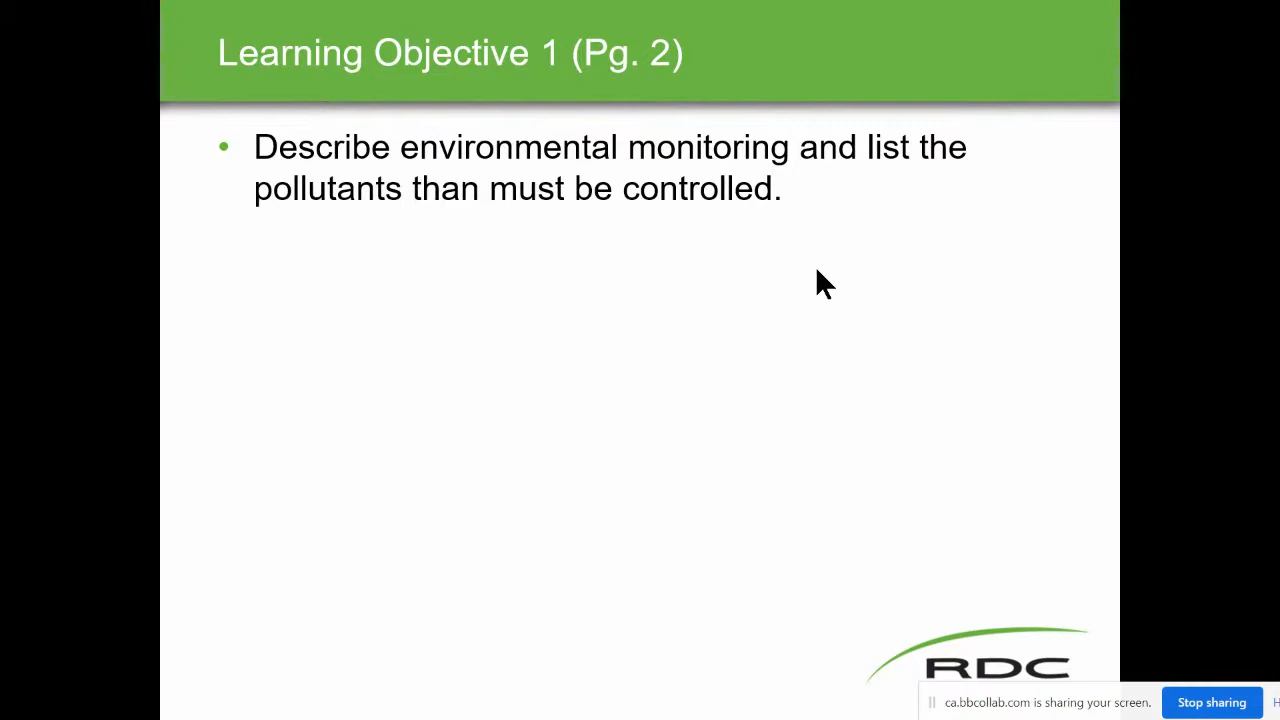 Learning Objective 1 (Pg. 2)
• Describe environmental monitoring and list the
pollutants than must be controlled.
RDC
ca.bbcollab.com is sharing your screen. Stop sharing H